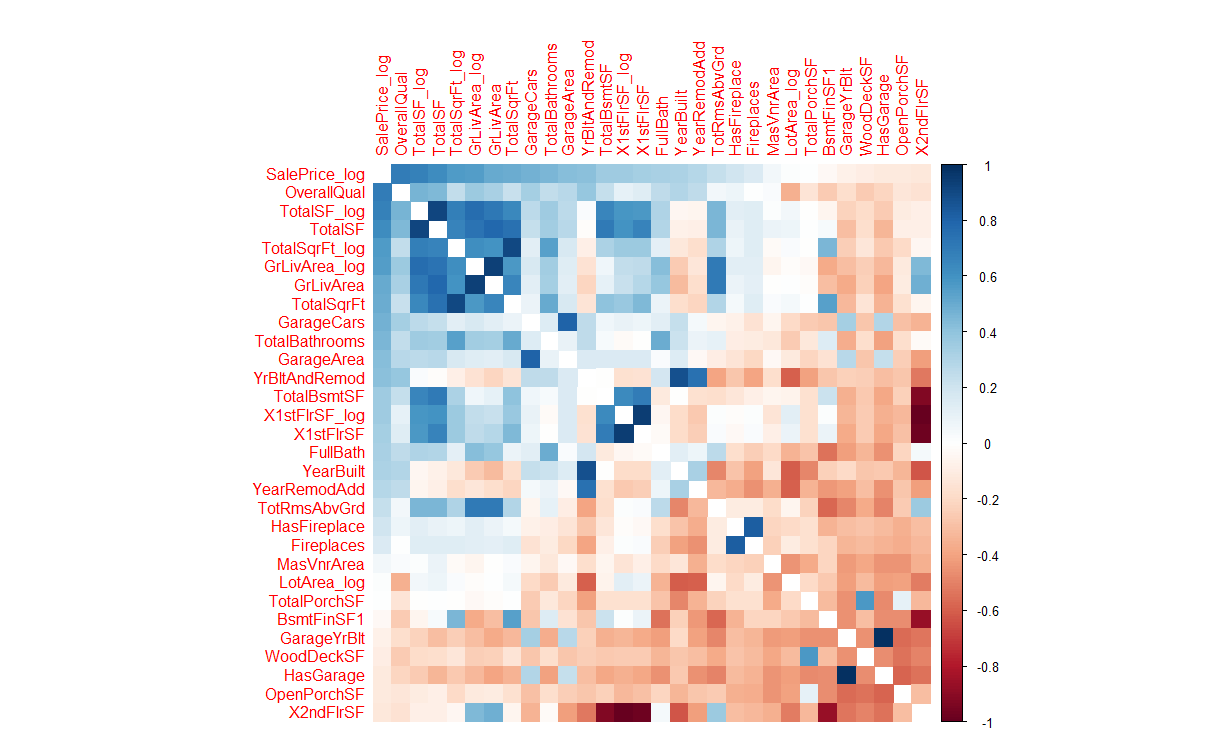 SalePrice_log
OverallQual
TotalSF_log
TotalSF
TotalSqrFt_log
GrLivArea_log
GrLivArea
TotalSqrFt
GarageCars
TotalBathrooms
GarageArea
YrBltAndRemod
TotalBsmtSF
X1stFlrSF_log
X1stFlrSF
FullBath
YearBuilt
YearRemodAdd
TotRmsAbvGrd
HasFireplace
Fireplaces
MasVnrArea
LotArea_log
TotalPorchSF
BsmtFinSF1
GarageYrBlt
WoodDeckSF
HasGarage
OpenPorchSF
X2ndFlrSF
SalePrice_log
OverallQual
TotalSF_log
TotalSF
TotalSqrFt_log
GrLivArea_log
GrLivArea
TotalSqrFt
GarageCars
TotalBathrooms
GarageArea
YrBltAndRemod
TotalBsmtSF
X1stFlrSF_log
X1stFlrSF
FullBath
YearBuilt
YearRemodAdd
TotRmsAbvGrd
HasFireplace
Fireplaces
MasVnrArea
LotArea_log
TotalPorchSF
BsmtFinSF1
GarageYrBlt
WoodDeckSF
HasGarage
OpenPorchSF
X2ndFlrSF
1
0.8
0.6
0.4
0.2
0
-0.2
-0.4
-0.6
-0.8
-1